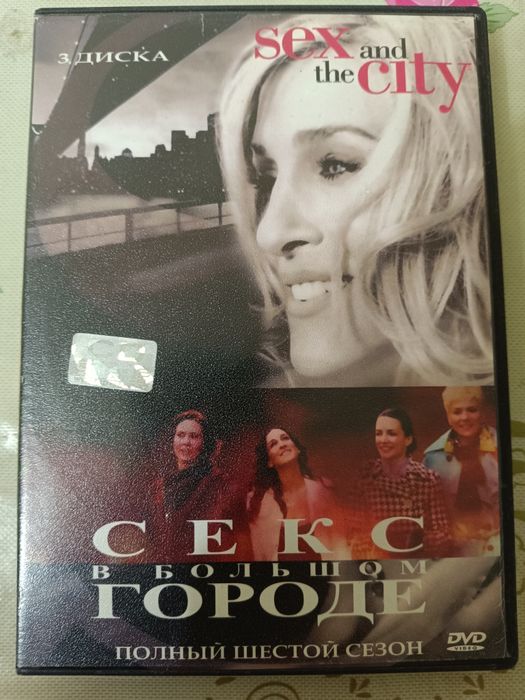 3 ДИСКА
sex and
the city
СЕКС
В БОЛЬШОМ
ГОРОДЕ
ПОЛНЫЙ ШЕСТОЙ СЕЗОН
DVD
VIDEO